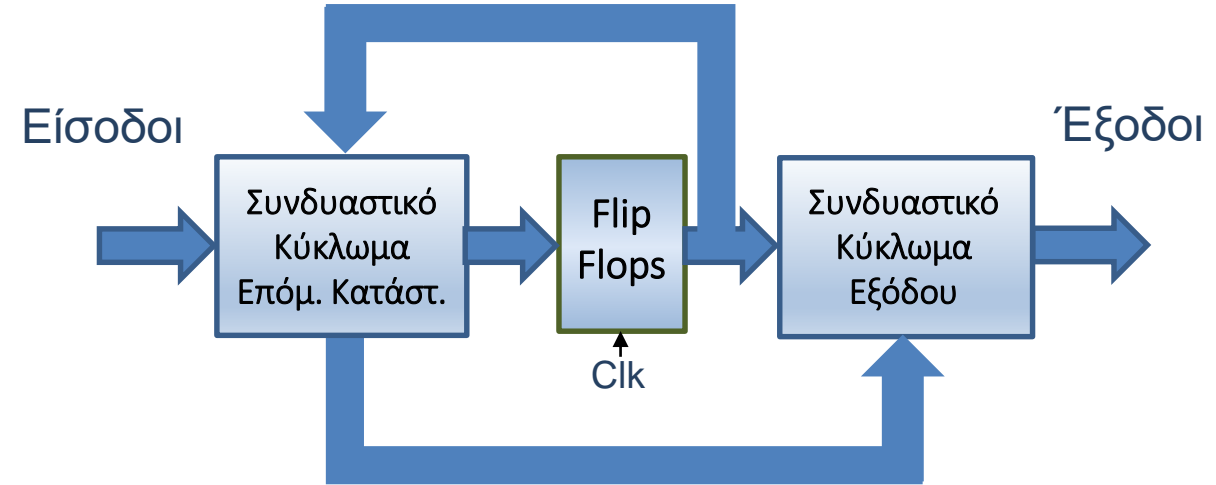 Είσοδοι
Έξοδοι
Συνδυαστικό
Κύκλωμα
Επόμ. Κατάστ.
Flip
Flops
Συνδυαστικό
Κύκλωμα
Εξόδου
Clk